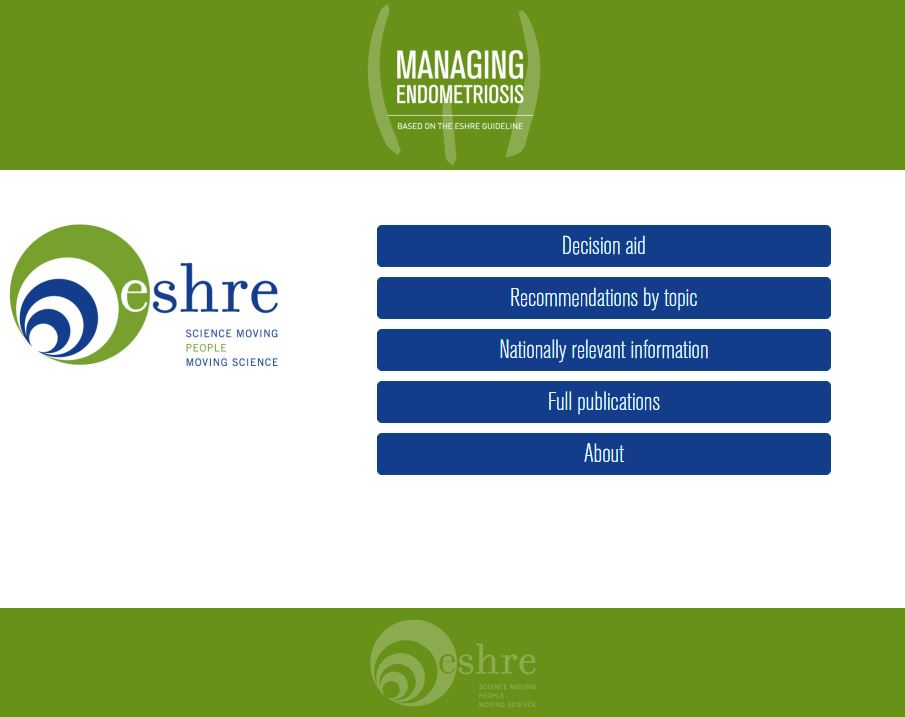 MANAGING
ENDOMETRIOSIS
BASED ON THE ESHRE GUIDELINE
eshre
SCIENCE MOVING
PEOPLE
MOVING SCIENCE
Decision aid
Recommendations by topic
Nationally relevant information
Full publications
About
eshre
SCIENCE MOVING
PEOPLE
MOVING SCIENCE